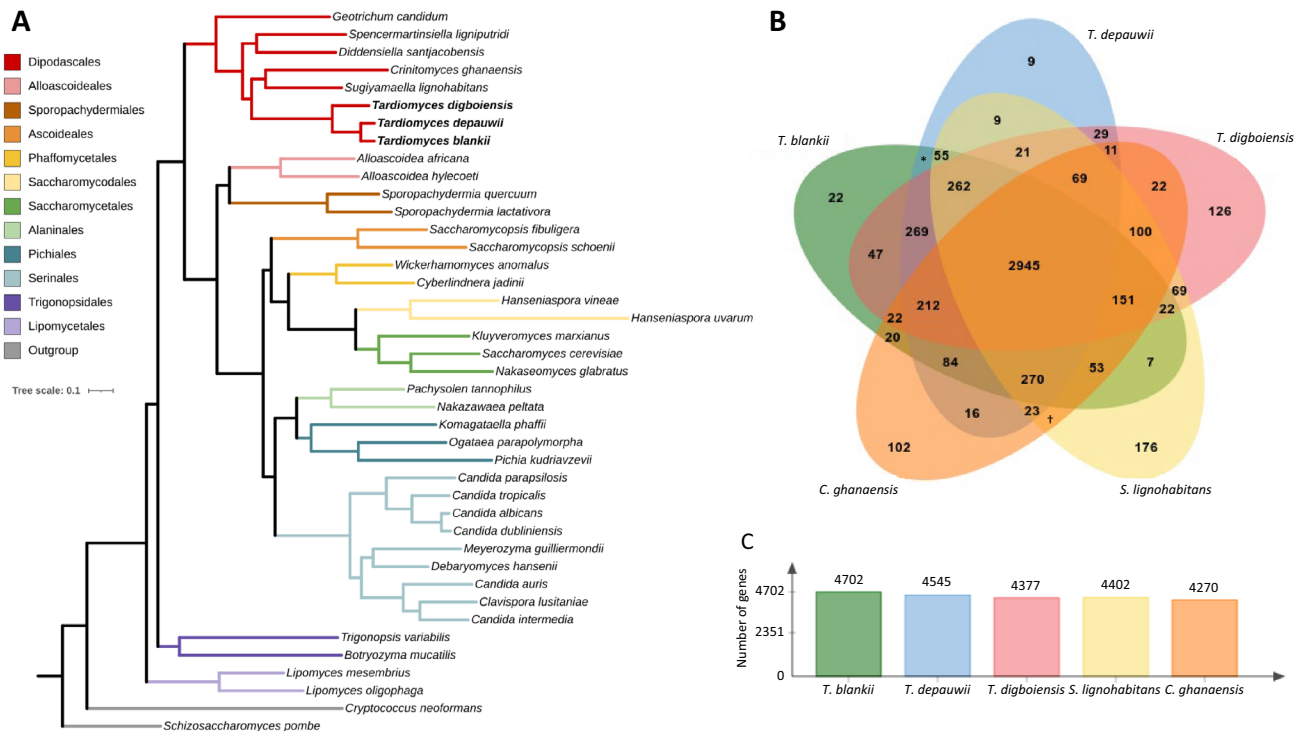 A
Dipodascales
Alloascoideales
Sporopachydermiales
Ascoideales
Phaffomycetales
Saccharomycodales
Saccharomycetales
Alaninales
Pichiales
Serinales
Trigonopsidales
Lipomycetales
Outgroup
Tree scale: 0.1
Geotrichum candidum
Spencermartinsiella ligniputridi
Diddensiella santjacobensis
Crinitomyces ghanaensis
Sugiyamaella lignohabitans
Tardiomyces digboiensis
Tardiomyces depauwii
Tardiomyces blankii
Alloascoidea africana
Alloascoidea hylecoeti
Sporopachydermia quercuum
Sporopachydermia lactativora
Saccharomycopsis fibuligera
Saccharomycopsis schoenii
Wickerhamomyces anomalus
Cyberlindnera jadinii
Hanseniaspora vineae
Hanseniaspora uvarum
Kluyveromyces marxianus
Saccharomyces cerevisiae
Nakaseomyces glabratus
Pachysolen tannophilus
Nakazawaea peltata
Komagataella phaffii
Ogataea parapolymorpha
Pichia kudriavzevii
Candida parapsilosis
Candida tropicalis
Candida albicans
Candida dubliniensis
Meyerozyma guilliermondii
Debaryomyces hansenii
Candida auris
Clavispora lusitaniae
Candida intermedia
Trigonopsis variabilis
Botryozyma mucatilis
Lipomyces mesembrius
Lipomyces oligophaga
Cryptococcus neoformans
Schizosaccharomyces pombe
B
T. depauwii
T. blankii
T. digboiensis
C. ghanaensis
S. lignohabitans
9
9
29
11
* 55
21
22
262
69
22
126
269
100
47
2945
69
22
212
151
22
20
84
270
53
7
16
23
†
102
176
C
Number of genes
4702
2351
0
4702
4545
4377
4402
4270
T. blankii
T. depauwii
T. digboiensis
S. lignohabitans
C. ghanaensis